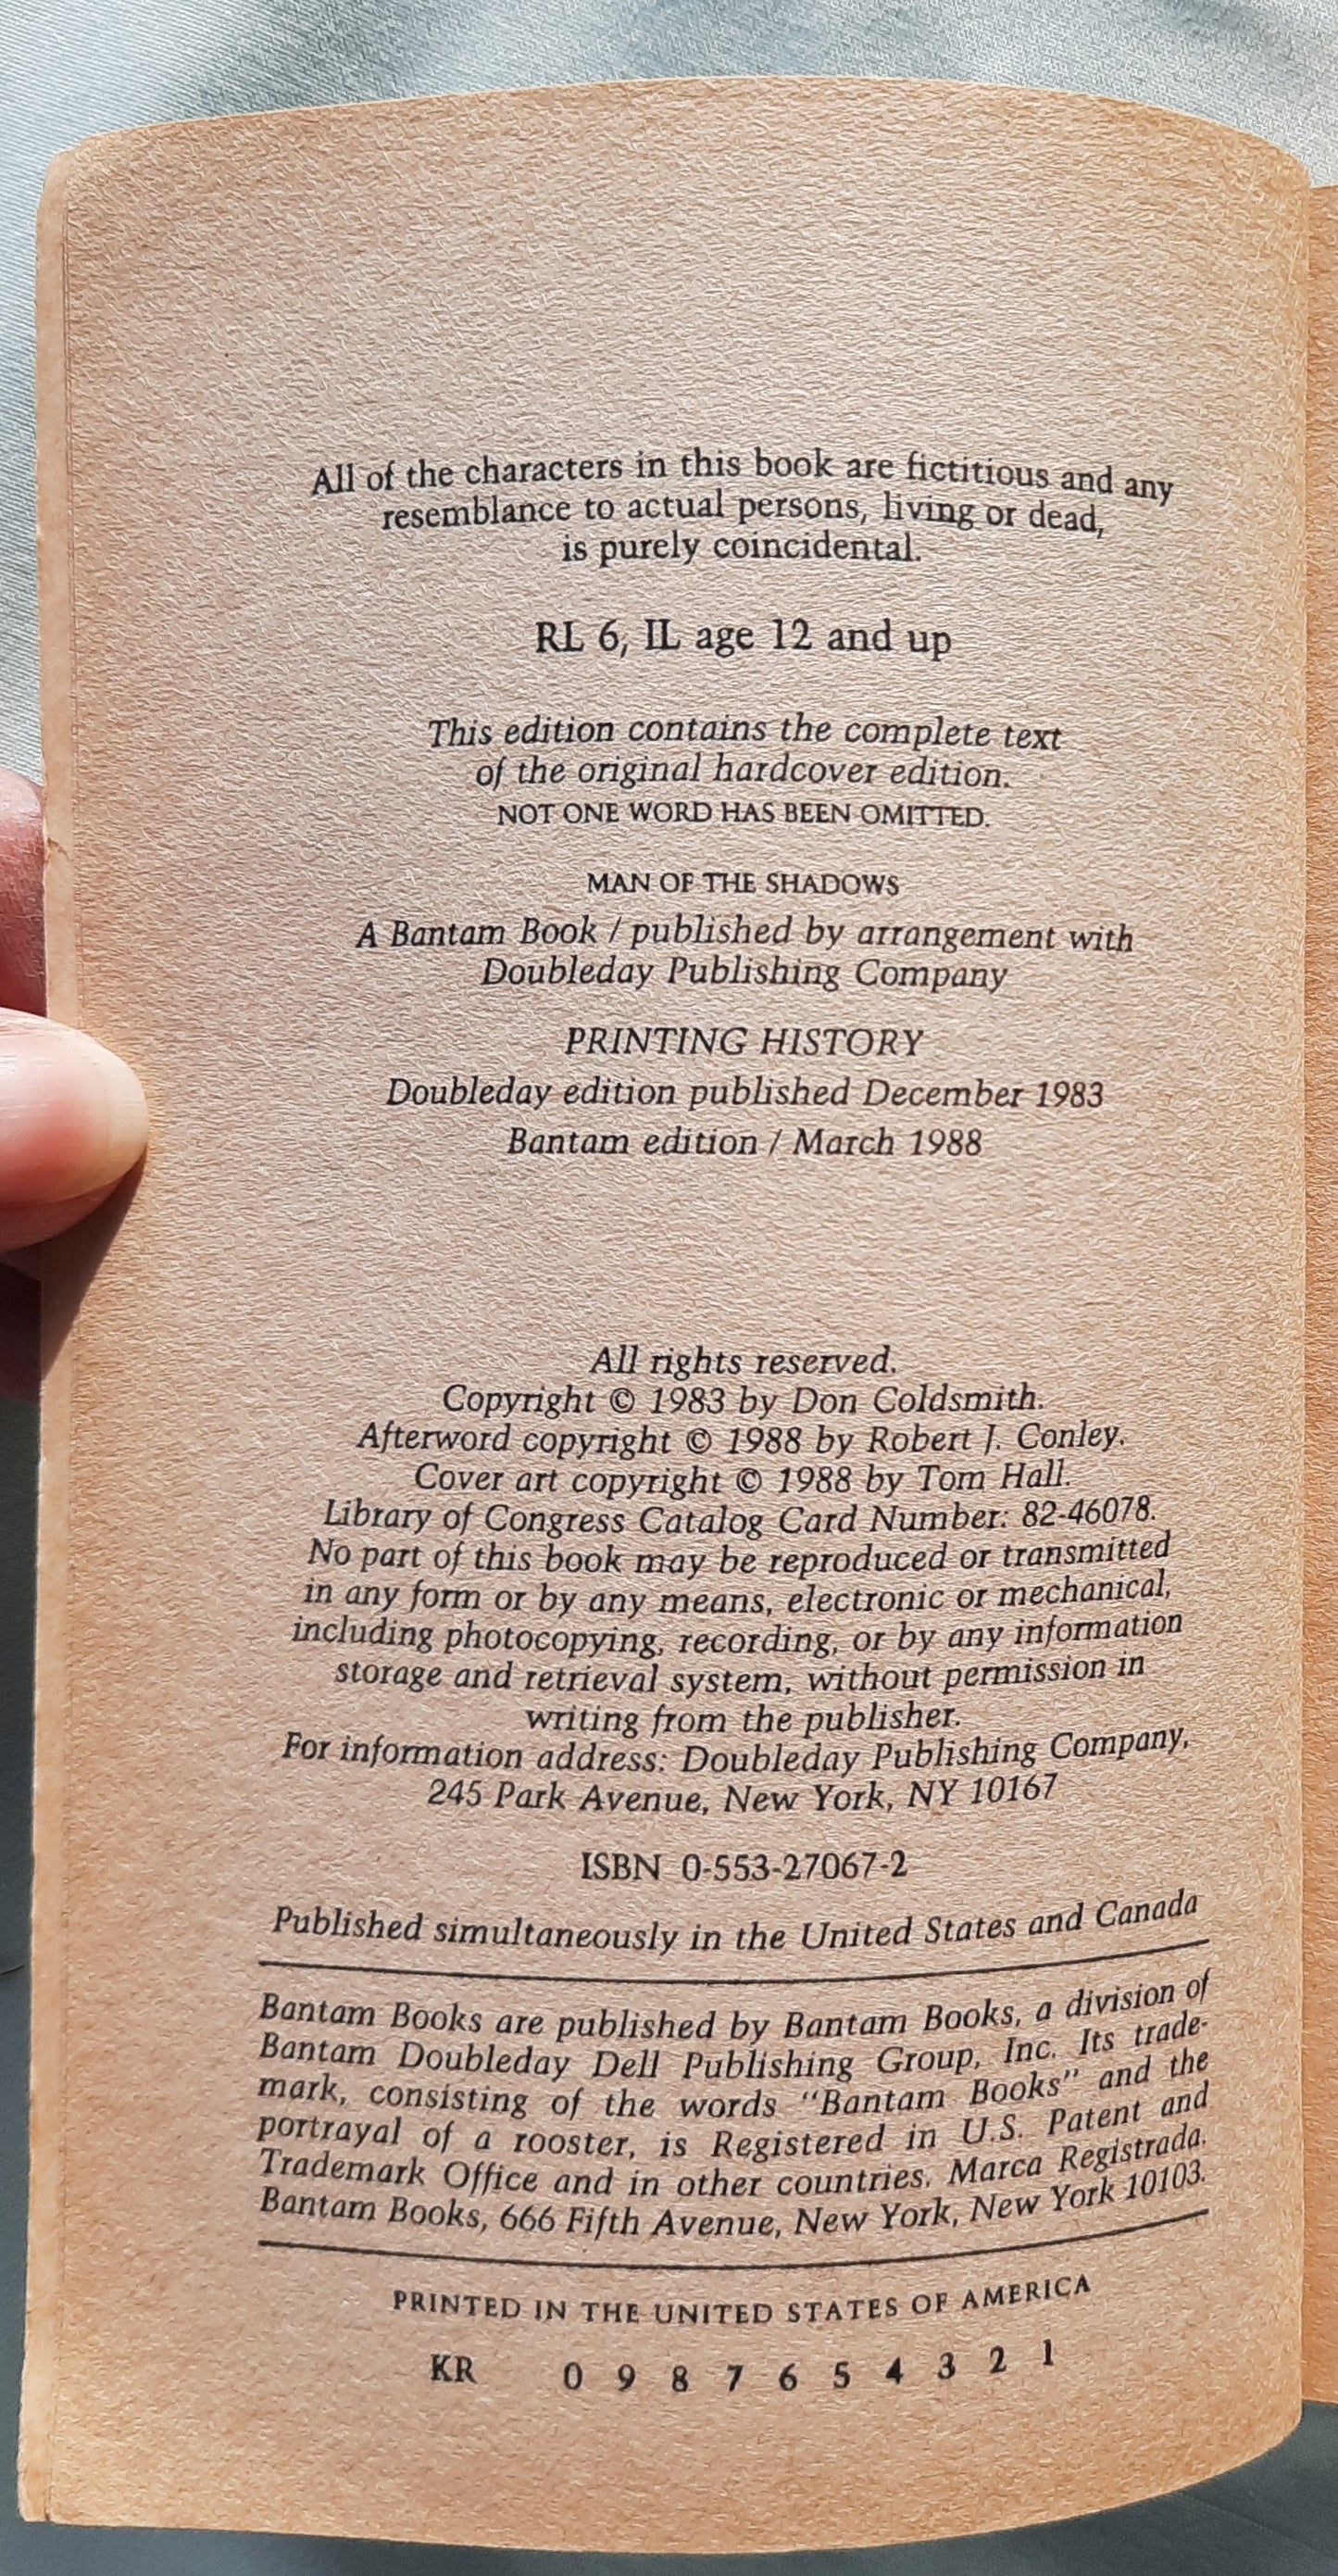 All of the characters in this book are fictitious and any
resemblance to actual persons, living or dead,
is purely coincidental.
RL 6, IL age 12 and up
This edition contains the complete text
of the original hardcover edition.
NOT ONE WORD HAS BEEN OMITTED.
MAN OF THE SHADOWS
A Bantam Book / published by arrangement with
Doubleday Publishing Company
PRINTING HISTORY
Doubleday edition published December 1983
Bantam edition / March 1988
All rights reserved.
Copyright © 1983 by Don Coldsmith.
Afterword copyright © 1988 by Robert J. Conley.
Cover art copyright © 1988 by Tom Hall.
Library of Congress Catalog Card Number: 82-46078.
No part of this book may be reproduced or transmitted
in any form or by any means, electronic or mechanical,
including photocopying, recording, or by any information
storage and retrieval system, without permission in
writing from the publisher.
For information address: Doubleday Publishing Company,
245 Park Avenue, New York, NY 10167
ISBN 0-553-27067-2
Published simultaneously in the United States and Canada
Bantam Books are published by Bantam Books, a division of
Bantam Doubleday Dell Publishing Group, Inc. Its trade-
mark, consisting of the words "Bantam Books" and the
portrayal of a rooster, is Registered in U.S. Patent and
Trademark Office and in other countries. Marca Registrada.
Bantam Books, 666 Fifth Avenue, New York, New York 10103.
PRINTED IN THE UNITED STATES OF AMERICA
KR 0 9 8 7 6 5 4 3 2 1